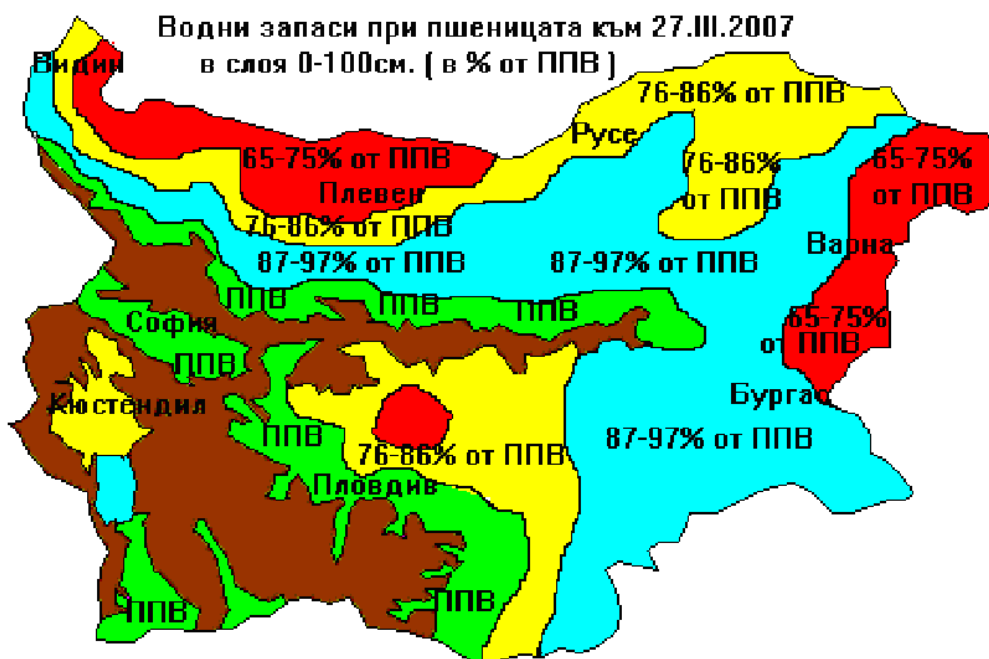 Водни запаси при пшеницата към 27.III.2007
в слоя 0-100см. ( в % от ППВ )
Видин
76-86% от ППВ
Русе
65-75% от ППВ
Плевен
76-86%
от ППВ
65-75%
от ППВ
76-86% от ППВ
Варна
87-97% от ППВ
87-97% от ППВ
ППВ
ППВ
ППВ
София
65-75%
от ППВ
ППВ
Кюстендил
Бургас
ППВ
76-86% от ППВ
87-97% от ППВ
Пловдив
ППВ
ППВ